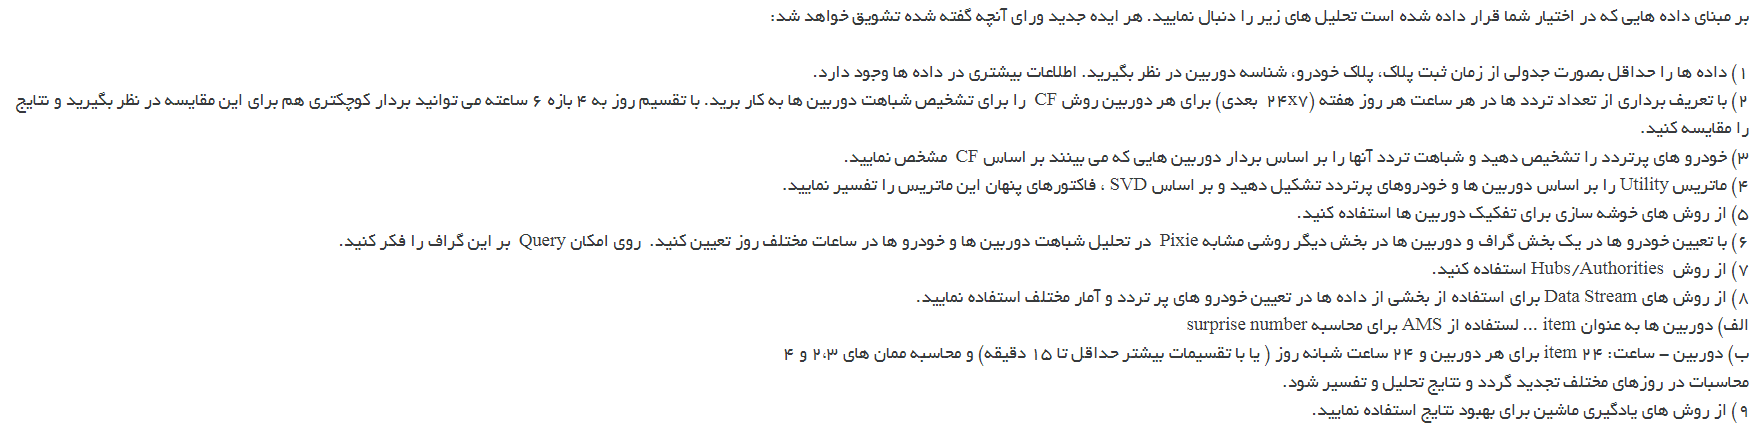 بر مبنای داده هایی که در اختیار شما قرار داده شده است تحلیل های زیر را دنبال نمایید. هر ایده جدید ورای آنچه گفته شده تشویق خواهد شد:
۱) داده ها را حداقل بصورت جدولی از زمان ثبت پلاک، پلاک خودرو، شناسه دوربین در نظر بگیرید. اطلاعات بیشتری در داده ها وجود دارد.
۲) با تعریف برداری از تعداد تردد ها در هر ساعت هر روز هفته (۲۴x۷ بعدی) برای هر دوربین روش CF را برای تشخیص شباهت دوربین ها به کار برید. با تقسیم روز به ۴ بازه ۶ ساعته می توانید بردار کوچکتری هم برای این مقایسه در نظر بگیرید و نتایج
را مقایسه کنید.
۳) خودرو های پرتردد را تشخیص دهید و شباهت تردد آنها را بر اساس بردار دوربین هایی که می بینند بر اساس CF مشخص نمایید.
۴) ماتریس Utility را بر اساس دوربین ها و خودروهای پرتردد تشکیل دهید و بر اساس SVD ، فاکتورهای پنهان این ماتریس را تفسیر نمایید.
۵) از روش های خوشه سازی برای تفکیک دوربین ها استفاده کنید.
۶) با تعیین خودرو ها در یک بخش گراف و دوربین ها در بخش دیگر روشی مشابه Pixie در تحلیل شباهت دوربین ها و خودرو ها در ساعات مختلف روز تعیین کنید. روی امکان Query بر این گراف را فکر کنید.
۷) از روش Hubs/Authorities استفاده کنید.
۸) از روش های Data Stream برای استفاده از بخشی از داده ها در تعیین خودرو های پر تردد و آمار مختلف استفاده نمایید.
الف) دوربین ها به عنوان item ... لستفاده از AMS برای محاسبه surprise number
ب) دوربین - ساعت: ۲۴ item برای هر دوربین و ۲۴ ساعت شبانه روز ( یا با تقسیمات بیشتر حداقل تا ۱۵ دقیقه) و محاسبه ممان های ۲،۳ و ۴
محاسبات در روزهای مختلف تجدید گردد و نتایج تحلیل و تفسیر شود.
۹) از روش های یادگیری ماشین برای بهبود نتایج استفاده نمایید.